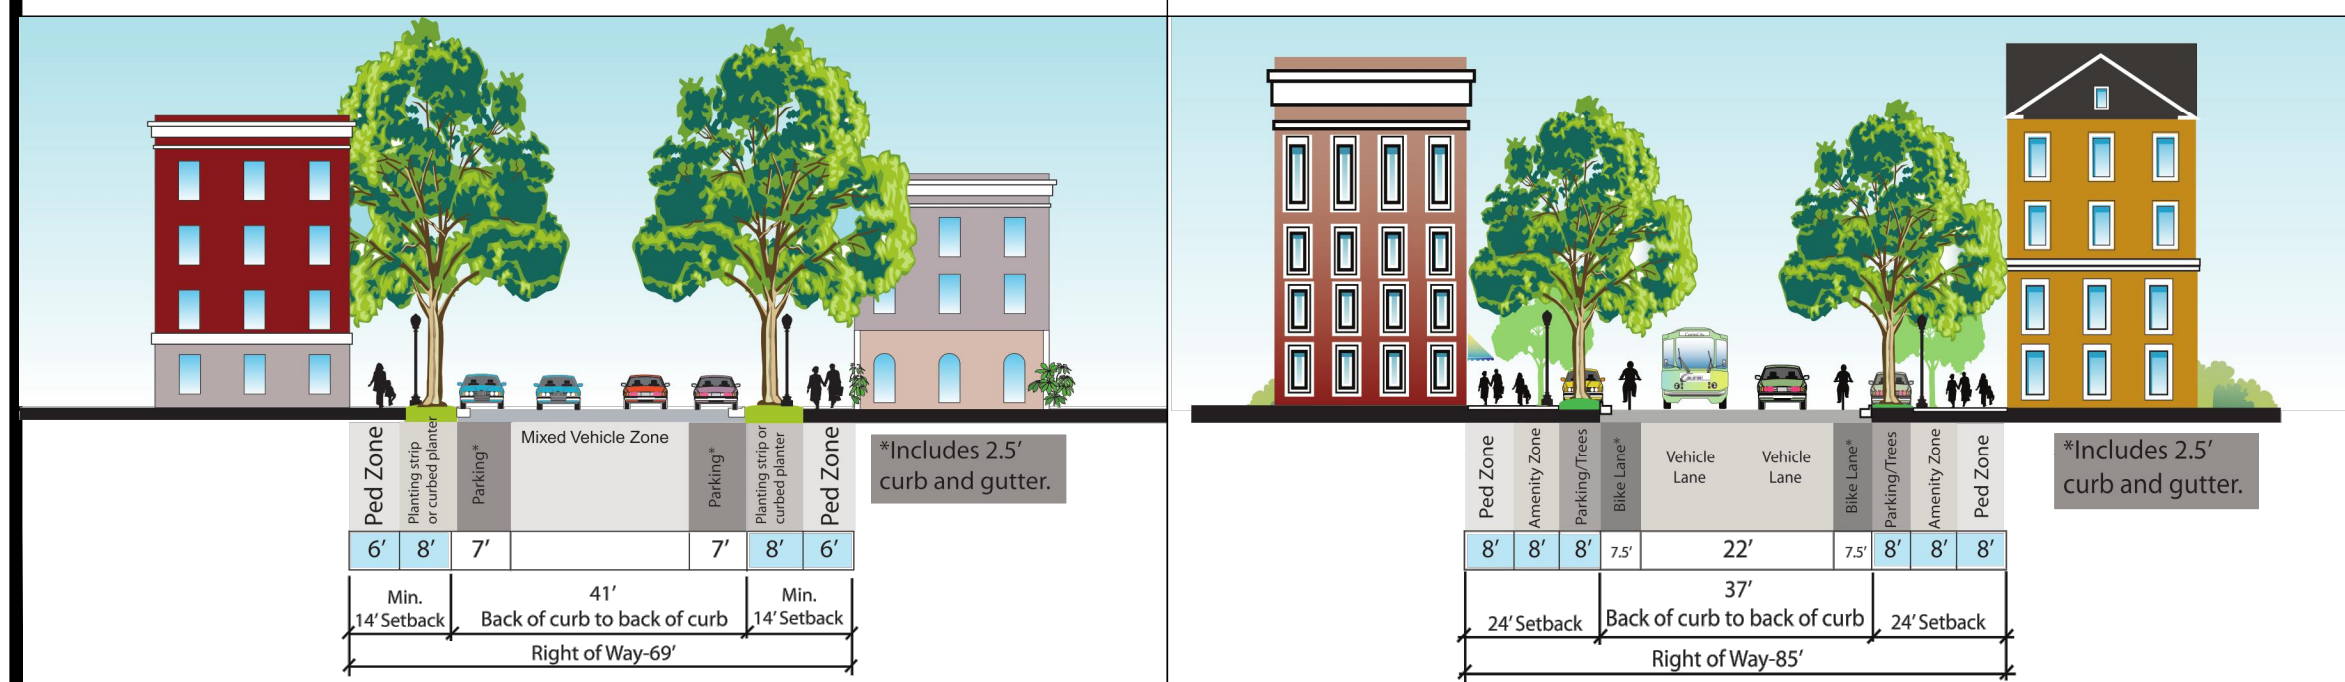 Ped Zone
Planting strip
or curbed planter
Parking*
Mixed Vehicle Zone
Parking*
Planting strip or
curbed planter
Ped Zone
*Includes 2.5'
curb and gutter.
6' 8' 7' 7' 8' 6'
Min.
14' Setback
41'
Back of curb to back of curb
Min.
14' Setback
Right of Way-69'
Ped Zone
Amenity Zone
Parking/Trees
Bike Lane*
Vehicle
Lane
Vehicle
Lane
Bike Lane*
Parking/Trees
Amenity Zone
Ped Zone
*Includes 2.5'
curb and gutter.
8' 8' 8' 7.5' 22' 7.5' 8' 8' 8'
24' Setback
37'
Back of curb to back of curb
24' Setback
Right of Way-85'